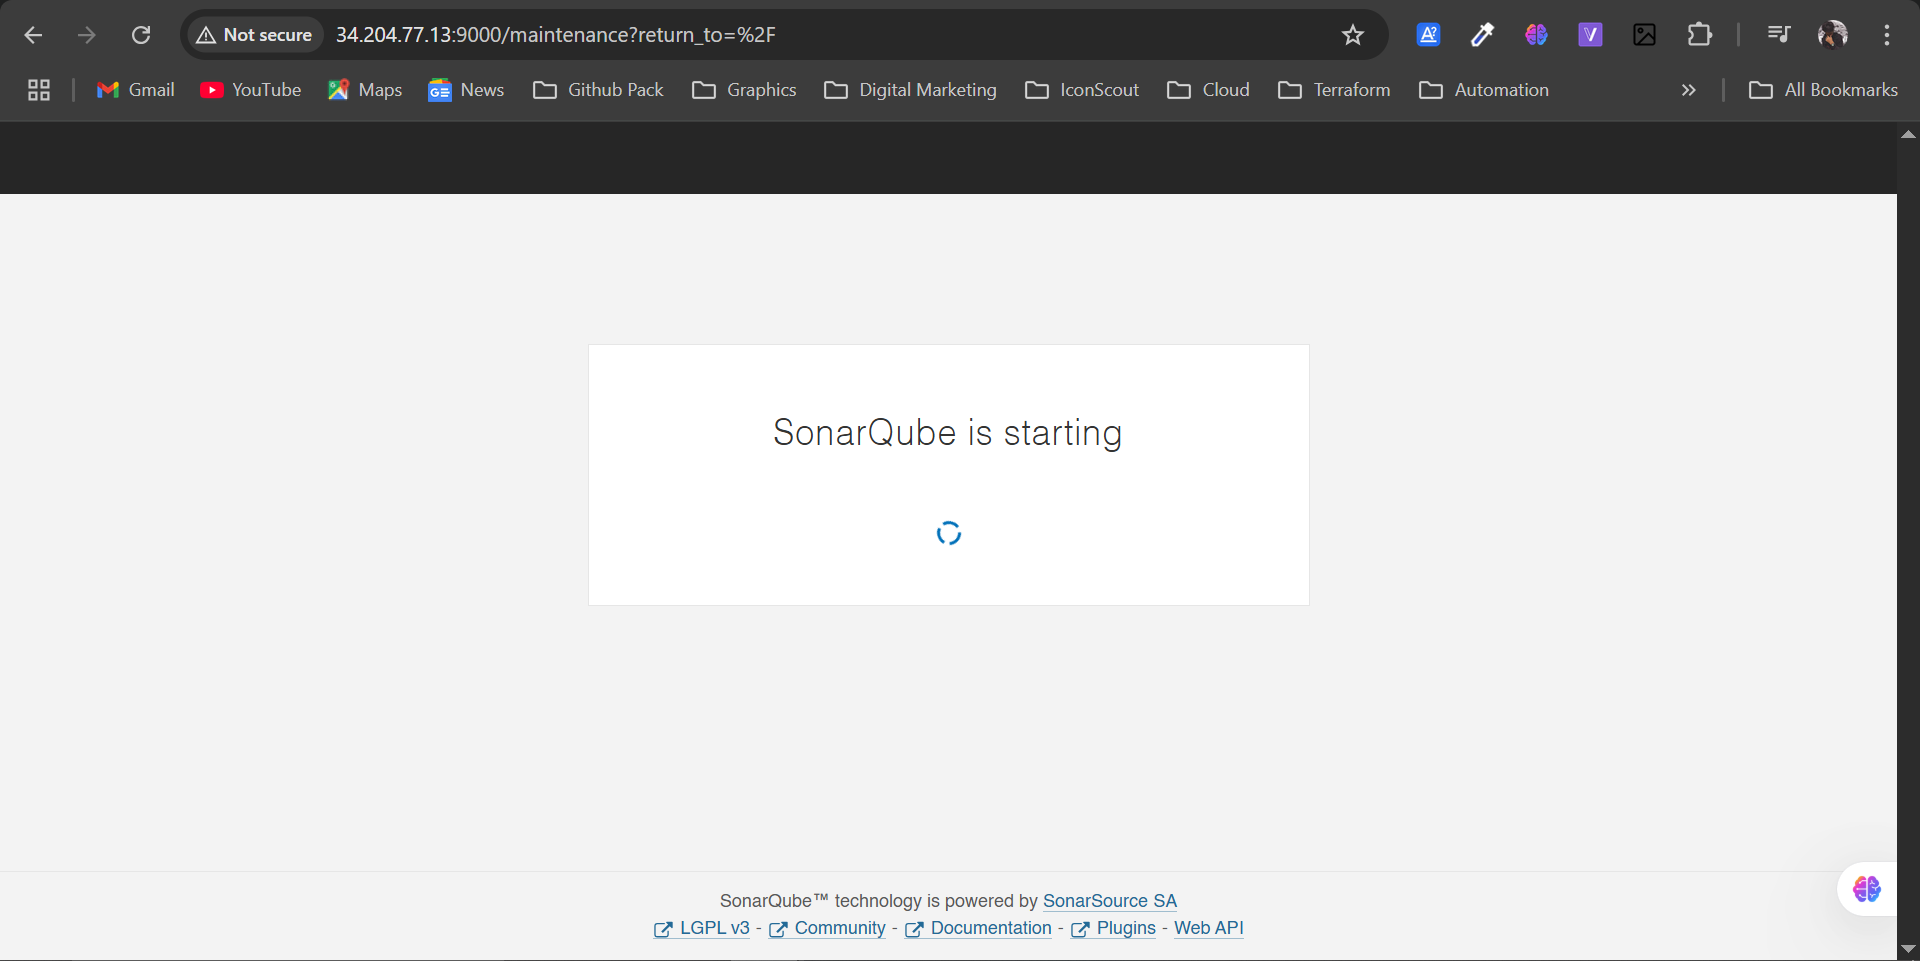 Not secure 34.204.77.13:9000/maintenance?return_to=%2F
Gmail YouTube Maps News Github Pack Graphics Digital Marketing IconScout Cloud Terraform Automation All Bookmarks
SonarQube is starting
SonarQube™ technology is powered by SonarSource SA
LGPL v3 - Community - Documentation - Plugins - Web API